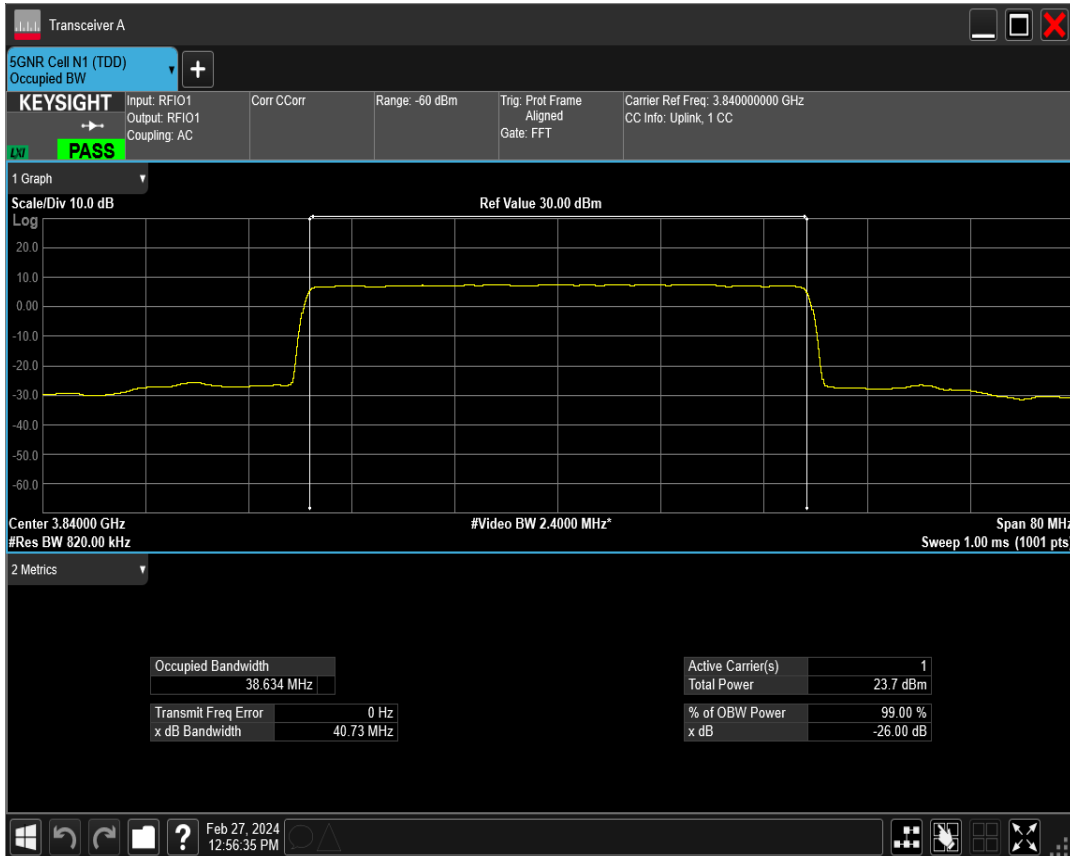 Transceiver A
5GNR Cell N1 (TDD)
Occupied BW
KEYSIGHT
LXI
PASS
Input: RFIO1
Output: RFIO1
Coupling: AC
Corr CCorr
Range: -60 dBm
Trig: Prot Frame
Aligned
Gate: FFT
Carrier Ref Freq: 3.840000000 GHz
CC Info: Uplink, 1 CC
1 Graph
Scale/Div 10.0 dB
Ref Value 30.00 dBm
Log
20.0
10.0
0.00
-10.0
-20.0
-30.0
-40.0
-50.0
-60.0
Center 3.84000 GHz
#Video BW 2.4000 MHz*
Span 80 MHz
#Res BW 820.00 kHz
Sweep 1.00 ms (1001 pts)
2 Metrics
Occupied Bandwidth
38.634 MHz
Transmit Freq Error 0 Hz
x dB Bandwidth 40.73 MHz
Active Carrier(s) 1
Total Power 23.7 dBm
% of OBW Power 99.00 %
x dB -26.00 dB
?
Feb 27, 2024
12:56:35 PM